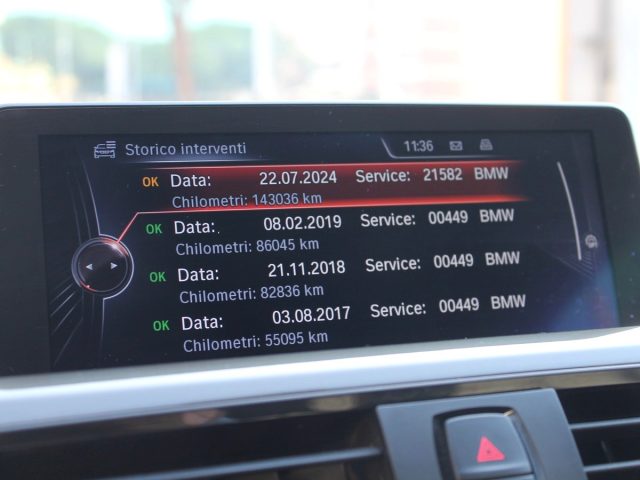 Storico interventi 11:36
OK Data: 22.07.2024 Service: 21582 BMW
Chilometri: 143036 km
OK Data: 08.02.2019 Service: 00449 BMW
Chilometri: 86045 km
OK Data: 21.11.2018 Service: 00449 BMW
Chilometri: 82836 km
OK Data: 03.08.2017 Service: 00449 BMW
Chilometri: 55095 km